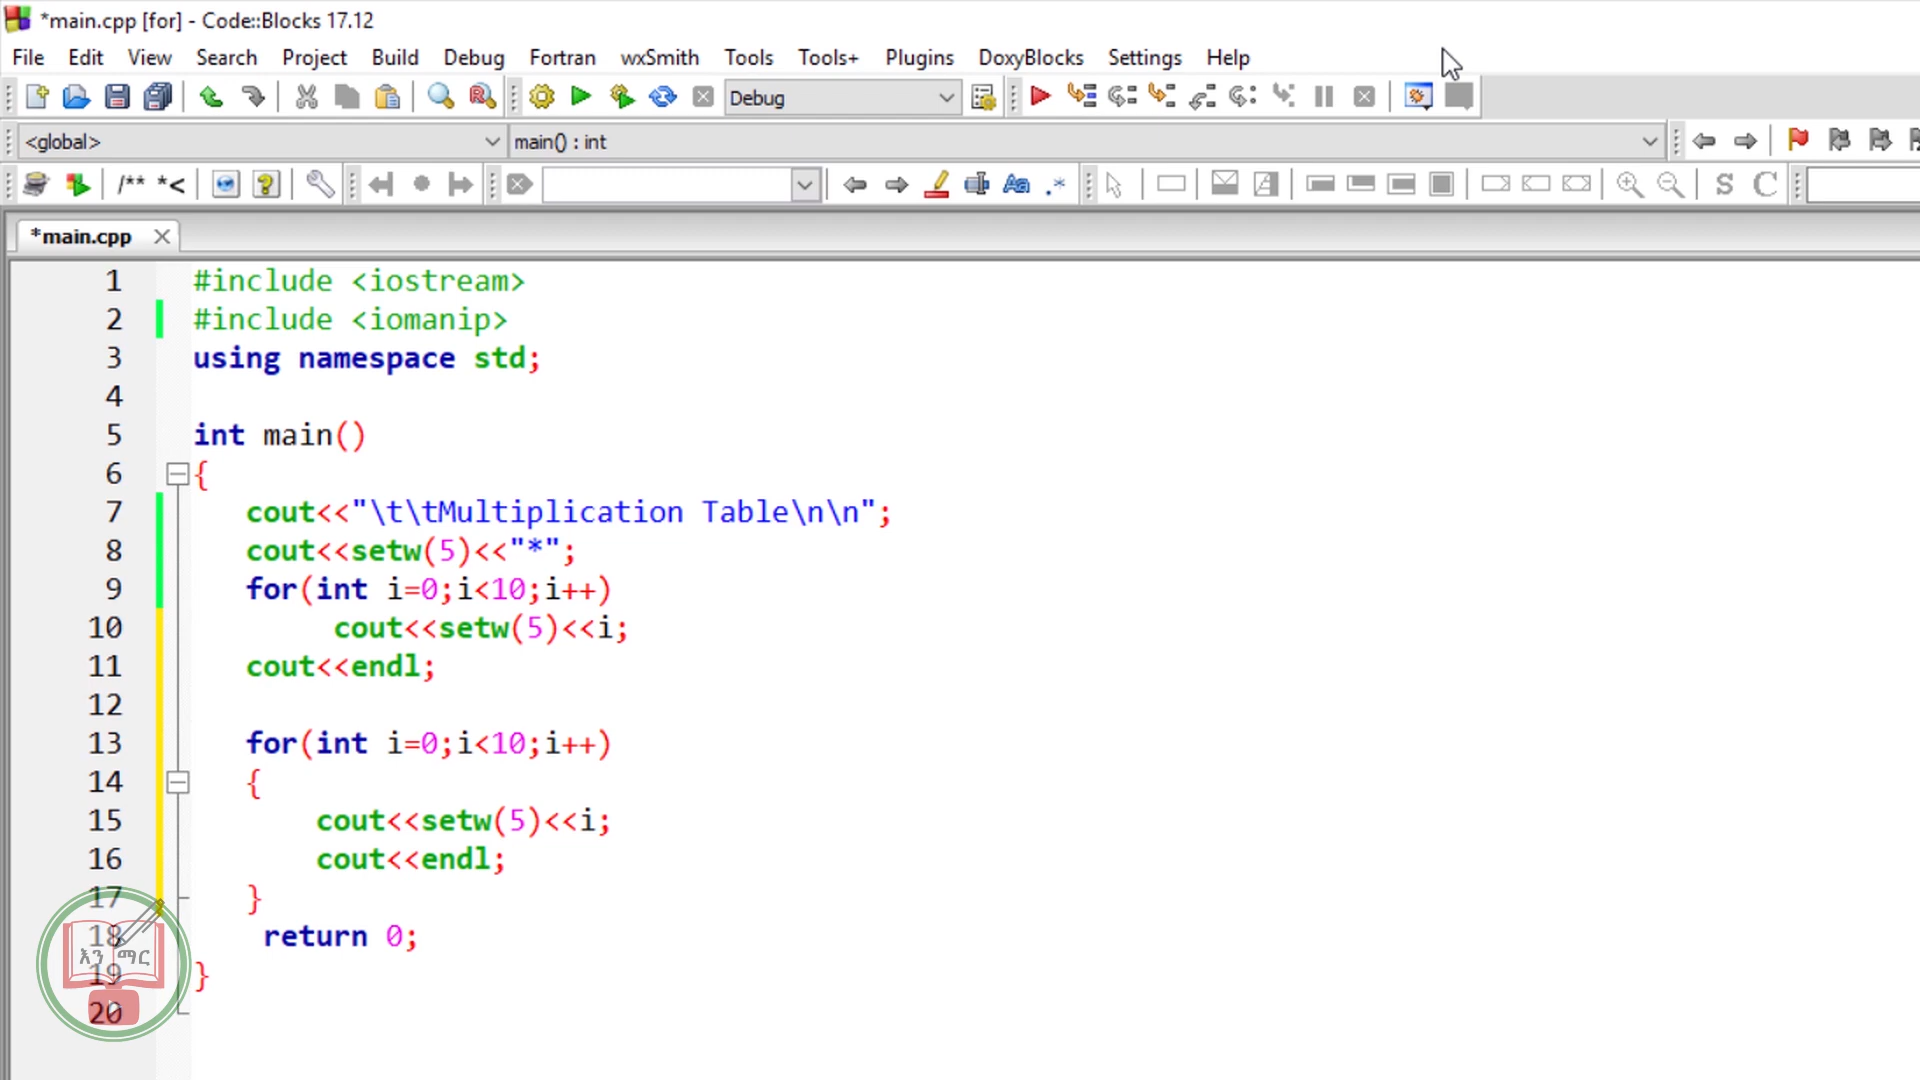 *main.cpp [for] - Code::Blocks 17.12
File Edit View Search Project Build Debug Fortran wxSmith Tools Tools+ Plugins DoxyBlocks Settings Help
Debug
<global> main() : int
/** *<
Aa .* S C
*main.cpp
1 #include <iostream>
2 #include <iomanip>
3 using namespace std;
4
5 int main()
6 {
7 cout<<"\t\tMultiplication Table\n\n";
8 cout<<setw(5)<<"*";
9 for(int i=0;i<10;i++)
10 cout<<setw(5)<<i;
11 cout<<endl;
12
13 for(int i=0;i<10;i++)
14 {
15 cout<<setw(5)<<i;
16 cout<<endl;
17 }
18 return 0;
19 }
20
እን ማር